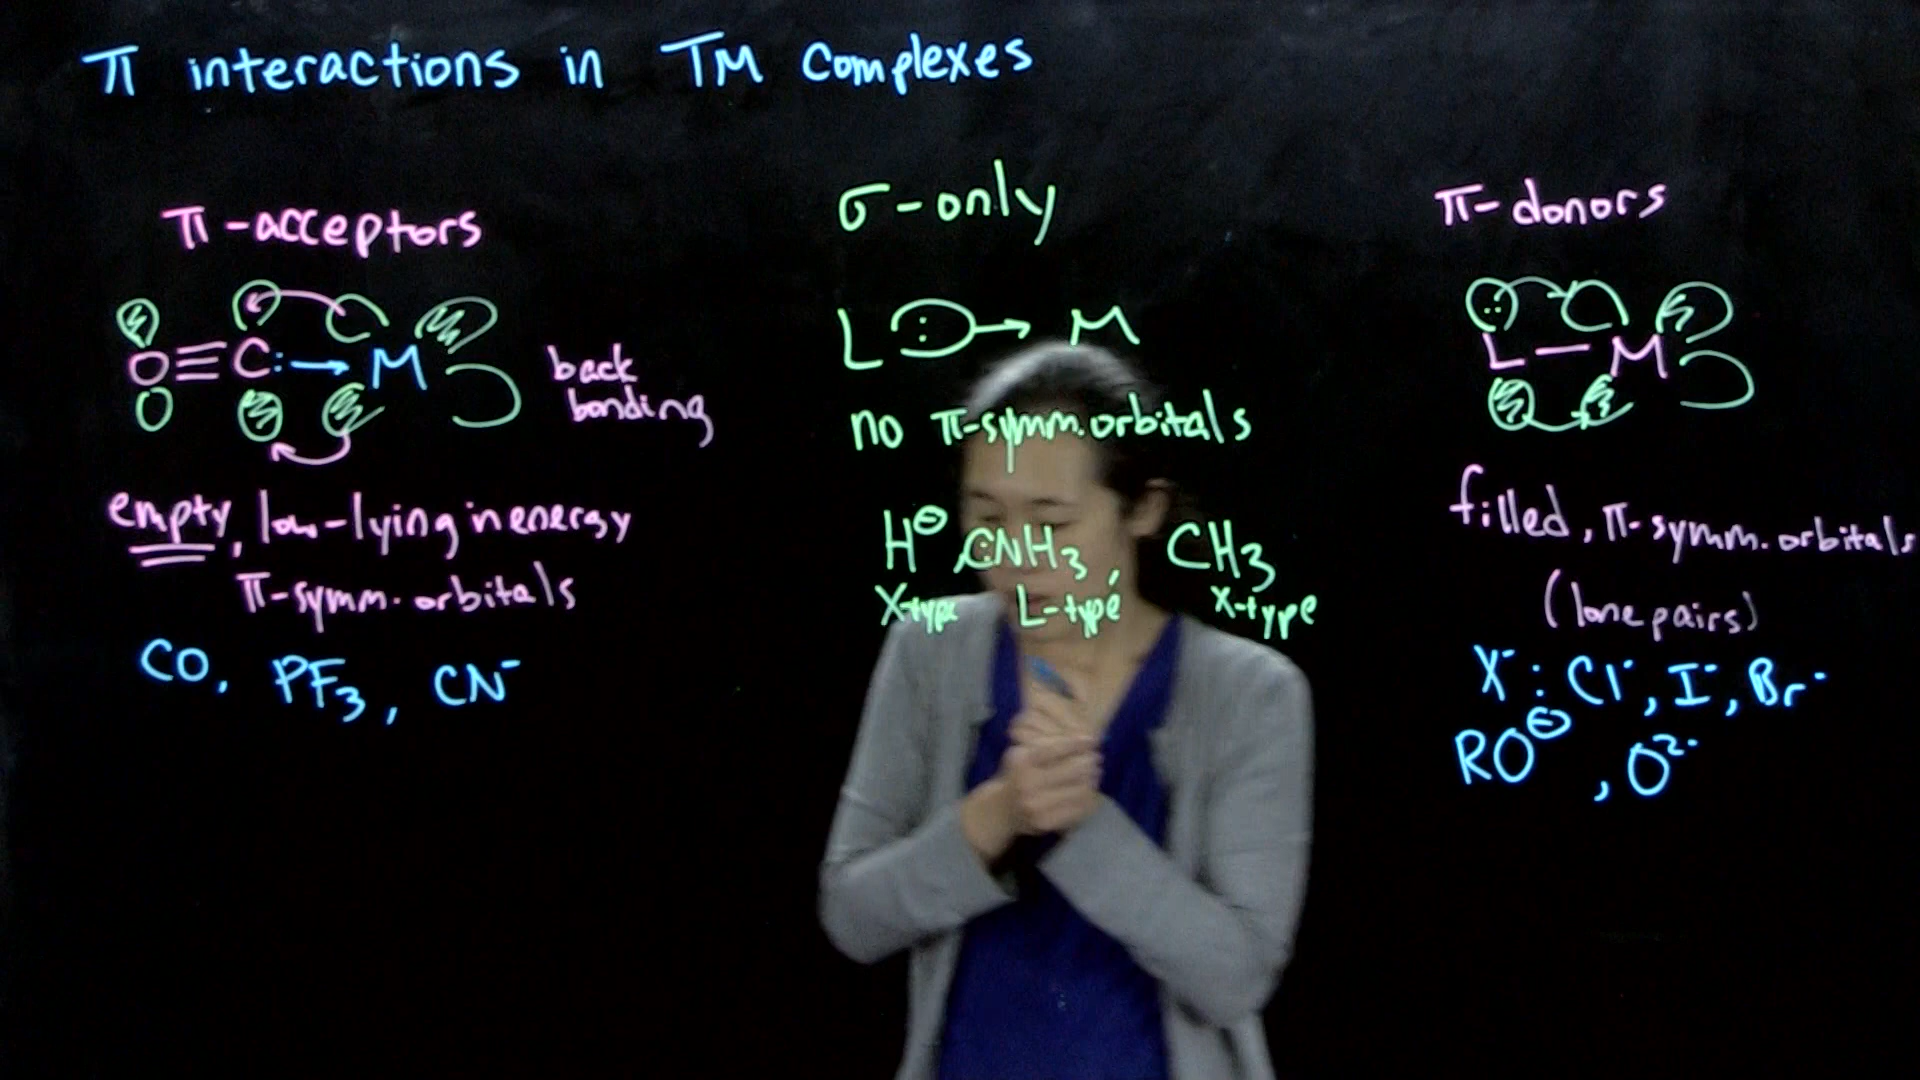 π interactions in TM complexes
π-acceptors
O≡C:→M
back
bonding
empty, low-lying in energy
π-symm. orbitals
CO, PF₃, CN⁻
σ-only
L : → M
no π-symm. orbitals
H⊖, :NH₃, CH₃
X-type L-type X-type
π-donors
:
L — M
filled, π-symm. orbitals
(lone pairs)
X⁻: Cl⁻, I⁻, Br⁻
RO⊖, O²⁻